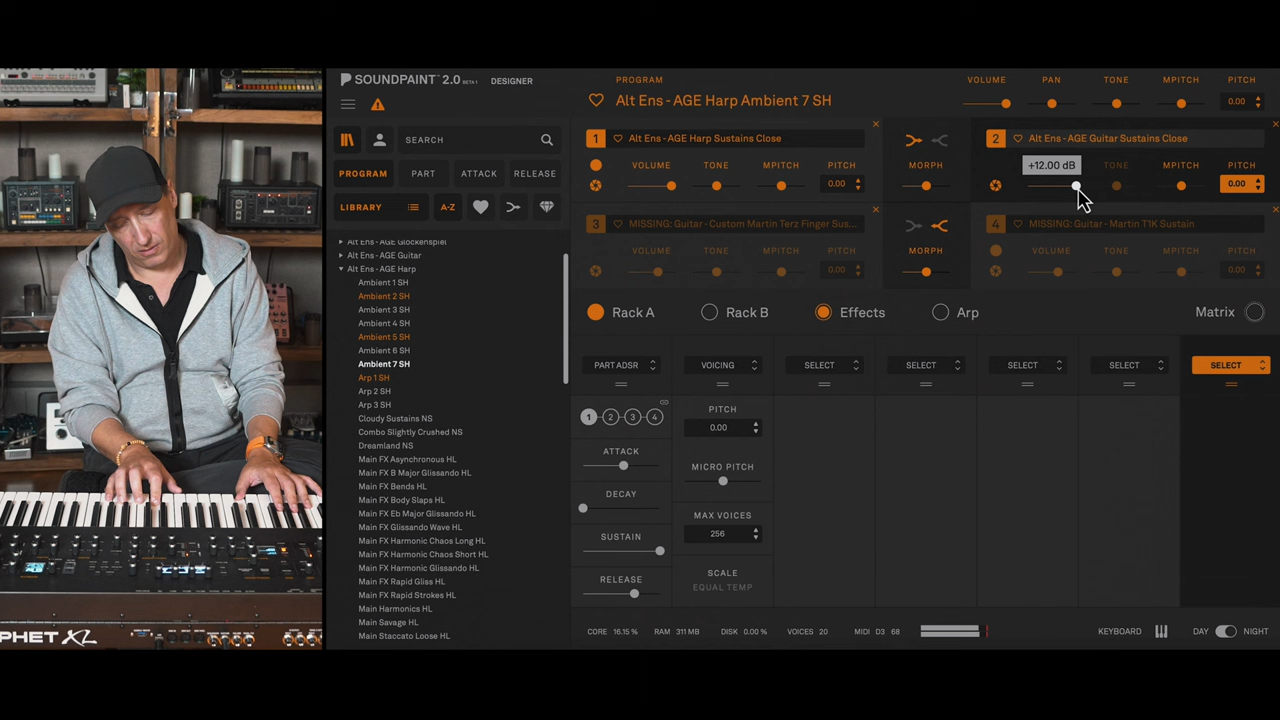 SOUNDPAINT™ 2.0 BETA 1 DESIGNER
PROGRAM
VOLUME PAN TONE MPITCH PITCH
Alt Ens - AGE Harp Ambient 7 SH
0.00
SEARCH
PROGRAM PART ATTACK RELEASE
LIBRARY A-Z
Alt Ens - AGE Glockenspiel
Alt Ens - AGE Guitar
Alt Ens - AGE Harp
Ambient 1 SH
Ambient 2 SH
Ambient 3 SH
Ambient 4 SH
Ambient 5 SH
Ambient 6 SH
Ambient 7 SH
Arp 1 SH
Arp 2 SH
Arp 3 SH
Cloudy Sustains NS
Combo Slightly Crushed NS
Dreamland NS
Main FX Asynchronous HL
Main FX B Major Glissando HL
Main FX Bends HL
Main FX Body Slaps HL
Main FX Eb Major Glissando HL
Main FX Glissando Wave HL
Main FX Harmonic Chaos Long HL
Main FX Harmonic Chaos Short HL
Main FX Harmonic Glissando HL
Main FX Rapid Gliss HL
Main FX Rapid Strokes HL
Main Harmonics HL
Main Savage HL
Main Staccato Loose HL
1 Alt Ens - AGE Harp Sustains Close
VOLUME TONE MPITCH PITCH
0.00
MORPH
2 Alt Ens - AGE Guitar Sustains Close
+12.00 dB TONE MPITCH PITCH
0.00
3 MISSING: Guitar - Custom Martin Terz Finger Sus...
VOLUME TONE MPITCH PITCH
0.00
MORPH
4 MISSING: Guitar - Martin T1K Sustain
VOLUME TONE MPITCH PITCH
0.00
Rack A Rack B Effects Arp Matrix
PART ADSR VOICING SELECT SELECT SELECT SELECT SELECT
1 2 3 4
ATTACK
DECAY
SUSTAIN
RELEASE
PITCH
0.00
MICRO PITCH
MAX VOICES
256
SCALE
EQUAL TEMP
CORE 16.15 % RAM 311 MB DISK 0.00 % VOICES 20 MIDI D3 68 KEYBOARD DAY NIGHT
PHET XL